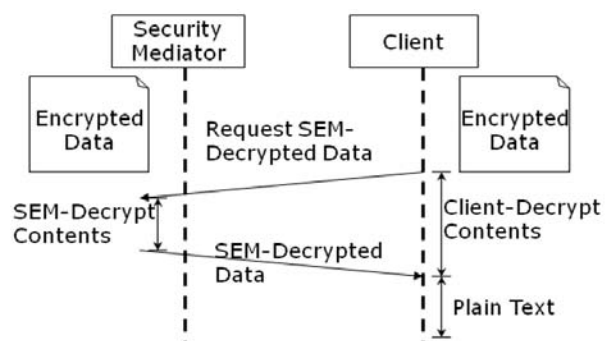 Security
Mediator
Client
Encrypted
Data
Encrypted
Data
Request SEM-
Decrypted Data
SEM-Decrypt
Contents
Client-Decrypt
Contents
SEM-Decrypted
Data
Plain Text